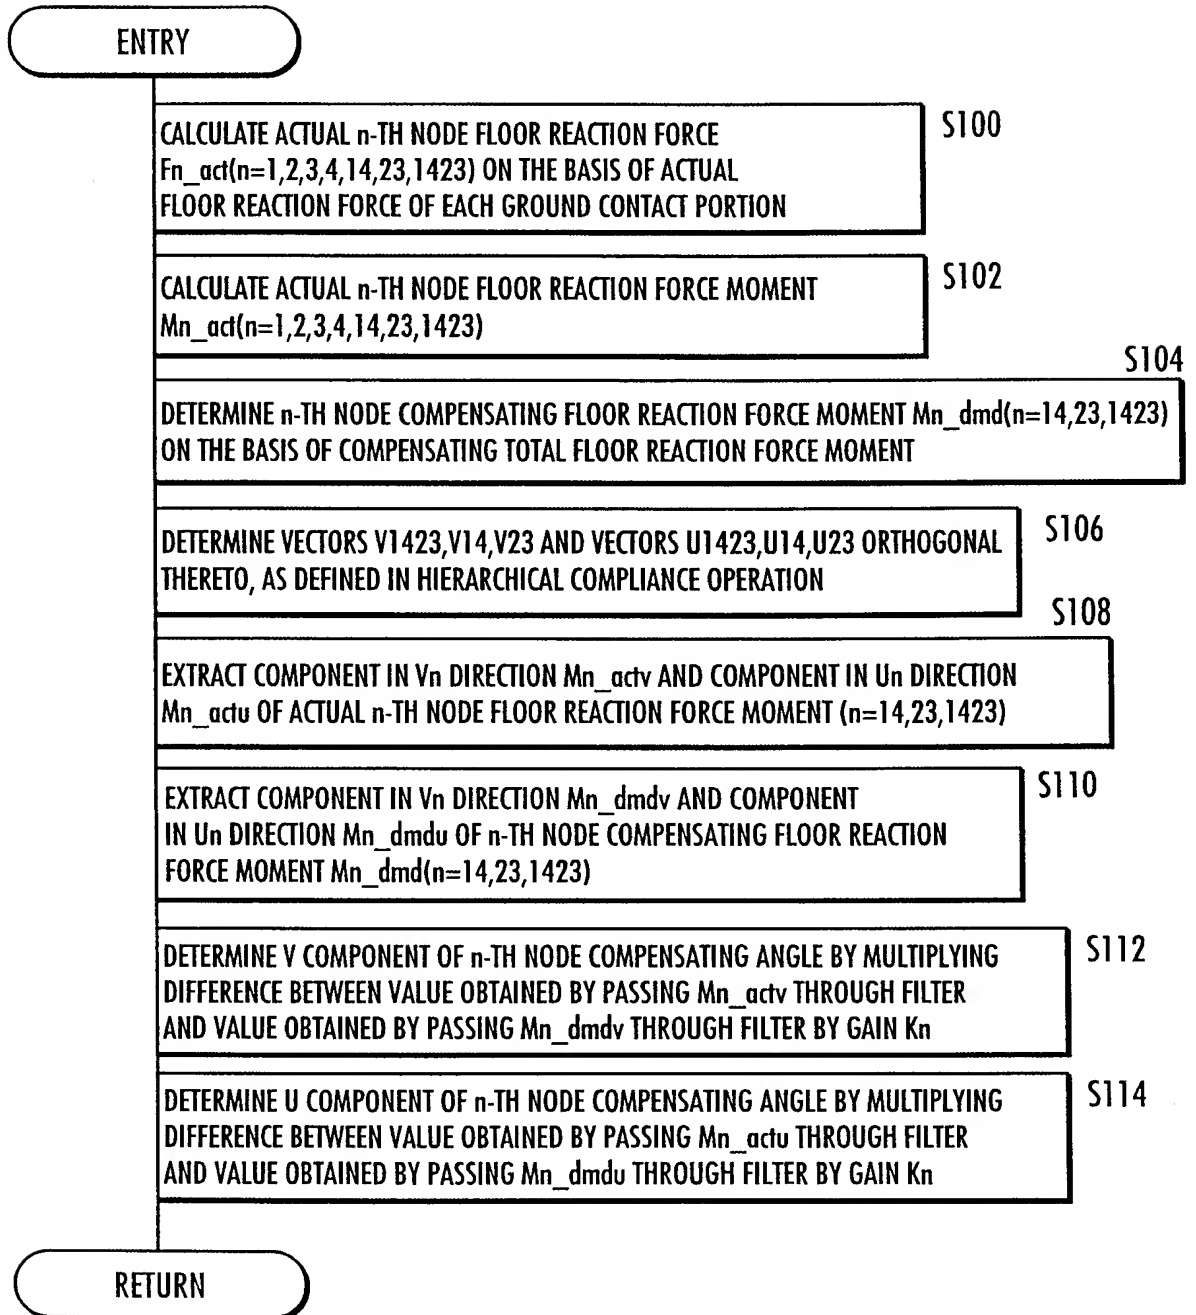 ENTRY
CALCULATE ACTUAL n-TH NODE FLOOR REACTION FORCE
Fn_act(n=1,2,3,4,14,23,1423) ON THE BASIS OF ACTUAL
FLOOR REACTION FORCE OF EACH GROUND CONTACT PORTION
S100
CALCULATE ACTUAL n-TH NODE FLOOR REACTION FORCE MOMENT
Mn_act(n=1,2,3,4,14,23,1423)
S102
S104
DETERMINE n-TH NODE COMPENSATING FLOOR REACTION FORCE MOMENT Mn_dmd(n=14,23,1423)
ON THE BASIS OF COMPENSATING TOTAL FLOOR REACTION FORCE MOMENT
DETERMINE VECTORS V1423,V14,V23 AND VECTORS U1423,U14,U23 ORTHOGONAL
THERETO, AS DEFINED IN HIERARCHICAL COMPLIANCE OPERATION
S106
S108
EXTRACT COMPONENT IN Vn DIRECTION Mn_actv AND COMPONENT IN Un DIRECTION
Mn_actu OF ACTUAL n-TH NODE FLOOR REACTION FORCE MOMENT (n=14,23,1423)
EXTRACT COMPONENT IN Vn DIRECTION Mn_dmdv AND COMPONENT
IN Un DIRECTION Mn_dmdu OF n-TH NODE COMPENSATING FLOOR REACTION
FORCE MOMENT Mn_dmd(n=14,23,1423)
S110
DETERMINE V COMPONENT OF n-TH NODE COMPENSATING ANGLE BY MULTIPLYING
DIFFERENCE BETWEEN VALUE OBTAINED BY PASSING Mn_actv THROUGH FILTER
AND VALUE OBTAINED BY PASSING Mn_dmdv THROUGH FILTER BY GAIN Kn
S112
DETERMINE U COMPONENT OF n-TH NODE COMPENSATING ANGLE BY MULTIPLYING
DIFFERENCE BETWEEN VALUE OBTAINED BY PASSING Mn_actu THROUGH FILTER
AND VALUE OBTAINED BY PASSING Mn_dmdu THROUGH FILTER BY GAIN Kn
S114
RETURN